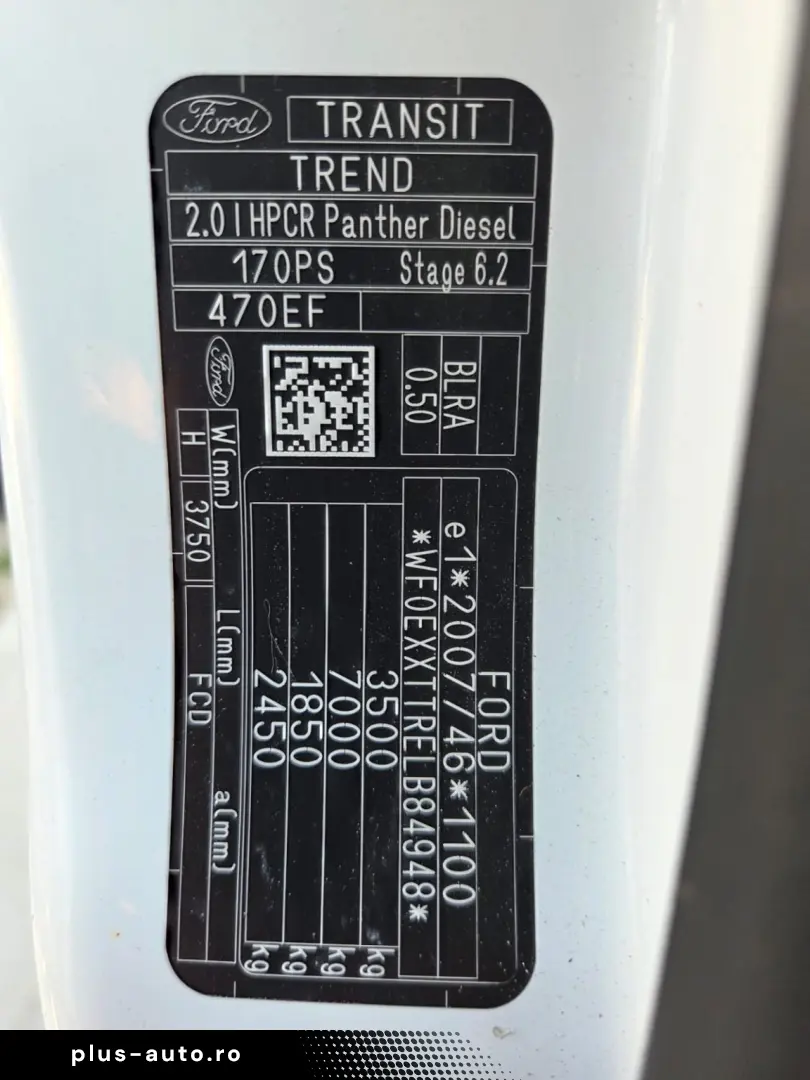 Ford
TRANSIT
TREND
2.0 l HPCR Panther Diesel
170PS Stage 6.2
470EF
Ford
BLRA
0.50
FORD
e1*2007/46*1100
*WF0EXXTTRELB84948*
3500 kg
7000 kg
1850 kg
2450 kg
W(mm) L(mm) a(mm)
H 3750 FCD
plus-auto.ro